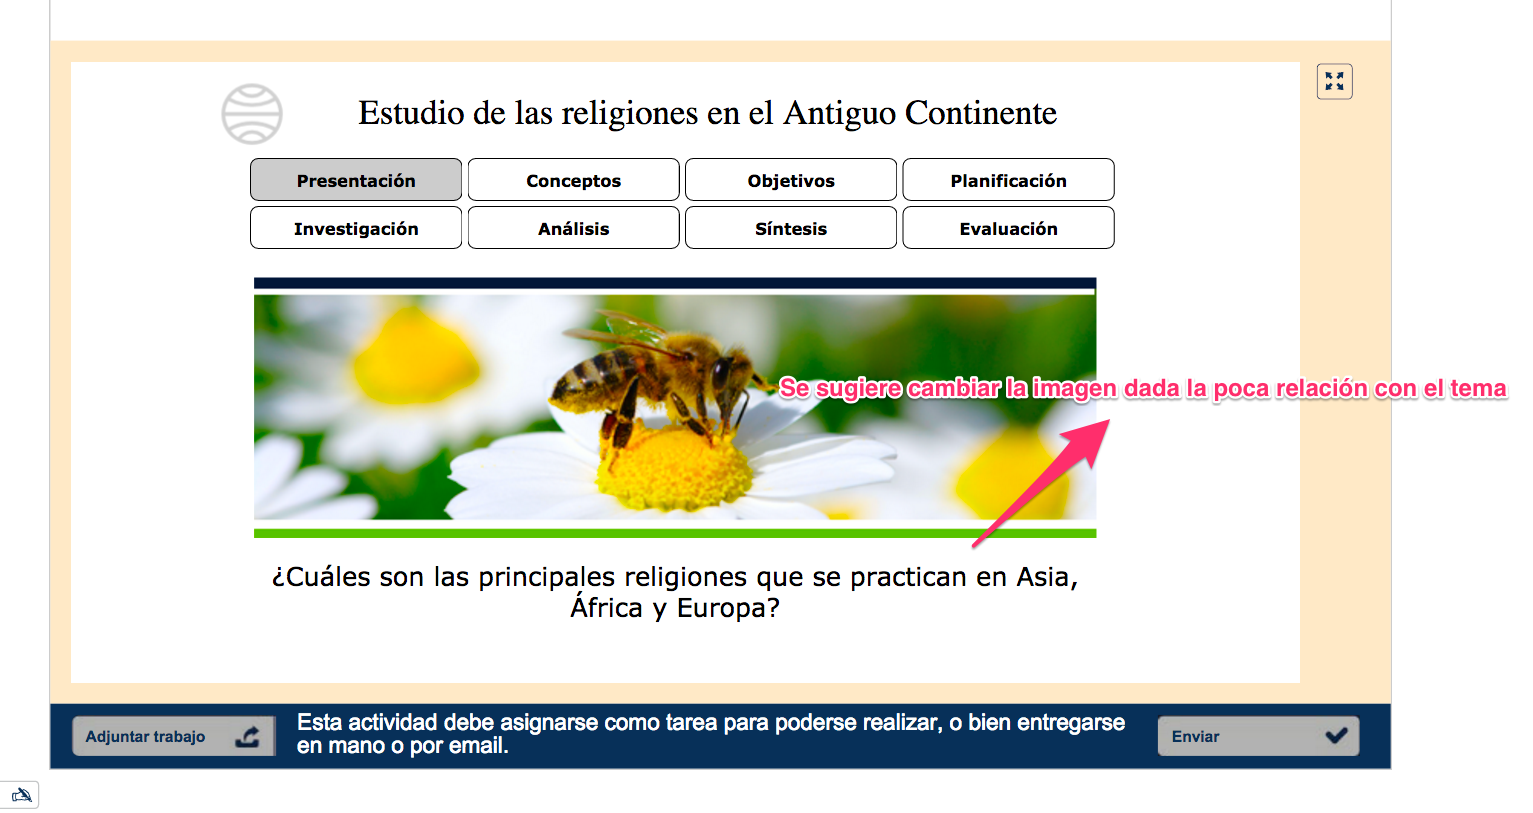 Estudio de las religiones en el Antiguo Continente
Presentación
Conceptos
Objetivos
Planificación
Investigación
Análisis
Síntesis
Evaluación
Se sugiere cambiar la imagen dada la poca relación con el tema
¿Cuáles son las principales religiones que se practican en Asia,
África y Europa?
Adjuntar trabajo
Esta actividad debe asignarse como tarea para poderse realizar, o bien entregarse
en mano o por email.
Enviar